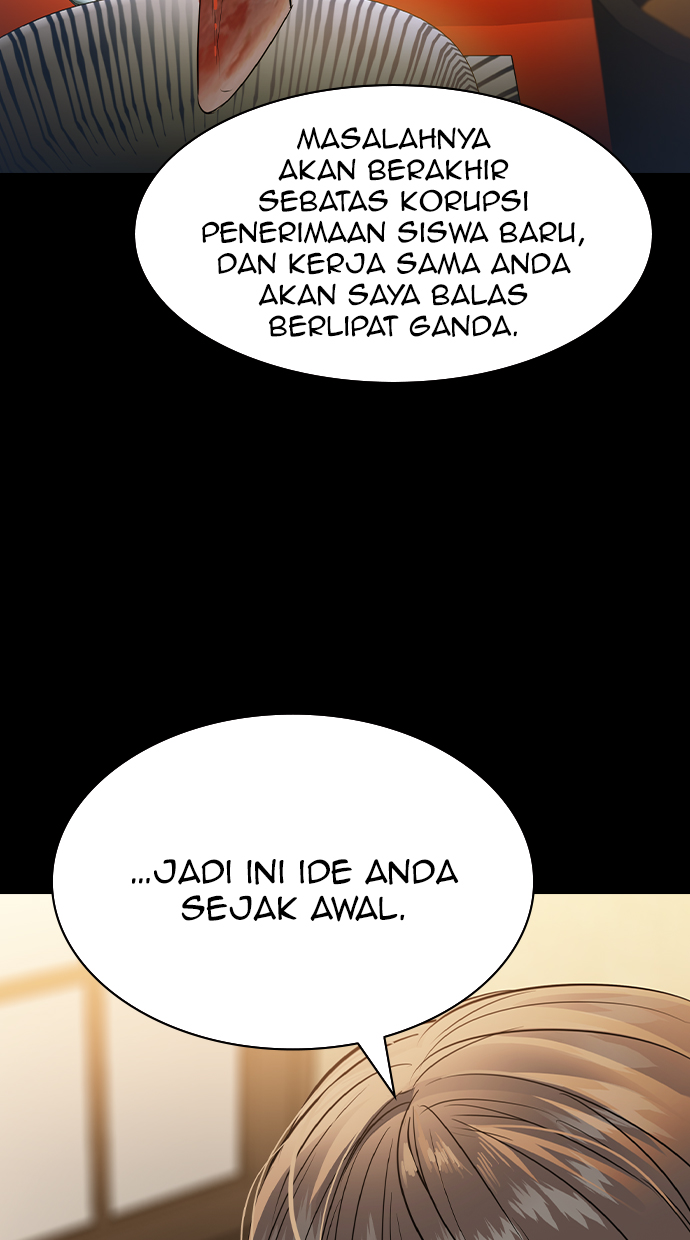 MASALAHNYA
AKAN BERAKHIR
SEBATAS KORUPSI
PENERIMAAN SISWA BARU,
DAN KERJA SAMA ANDA
AKAN SAYA BALAS
BERLIPAT GANDA.
...JADI INI IDE ANDA
SEJAK AWAL.